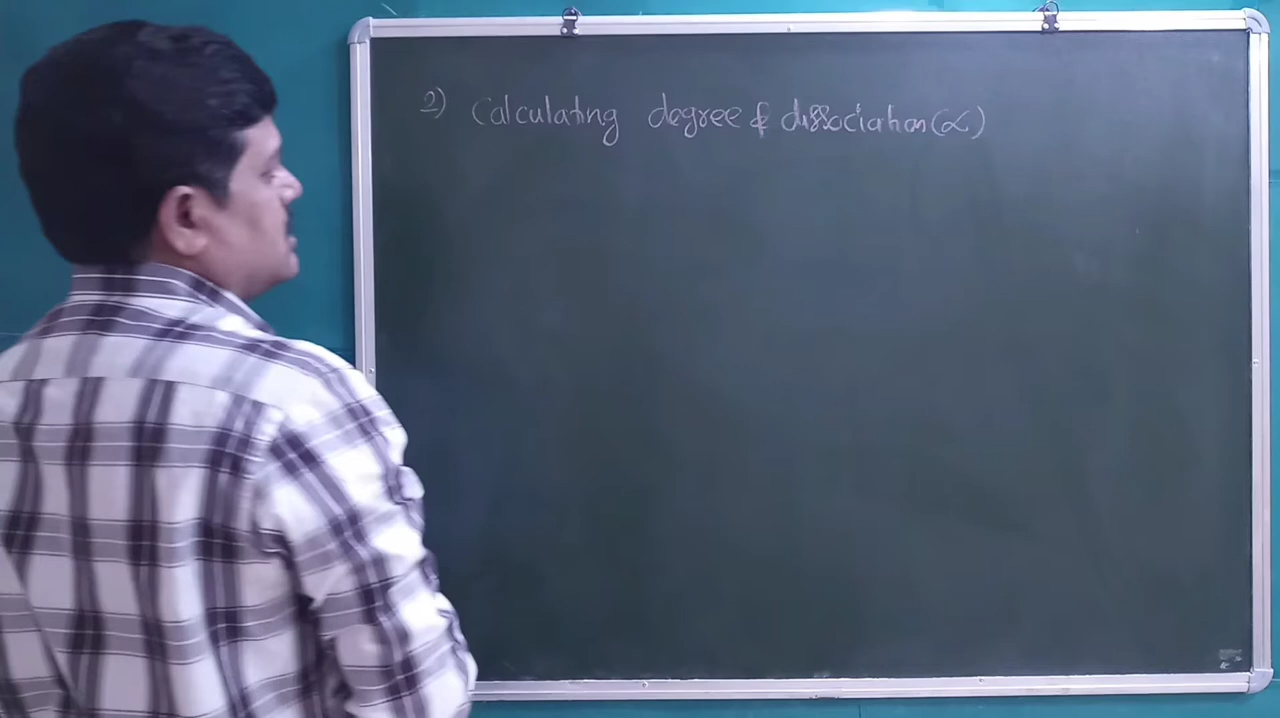 2) Calculating degree of dissociation (α)